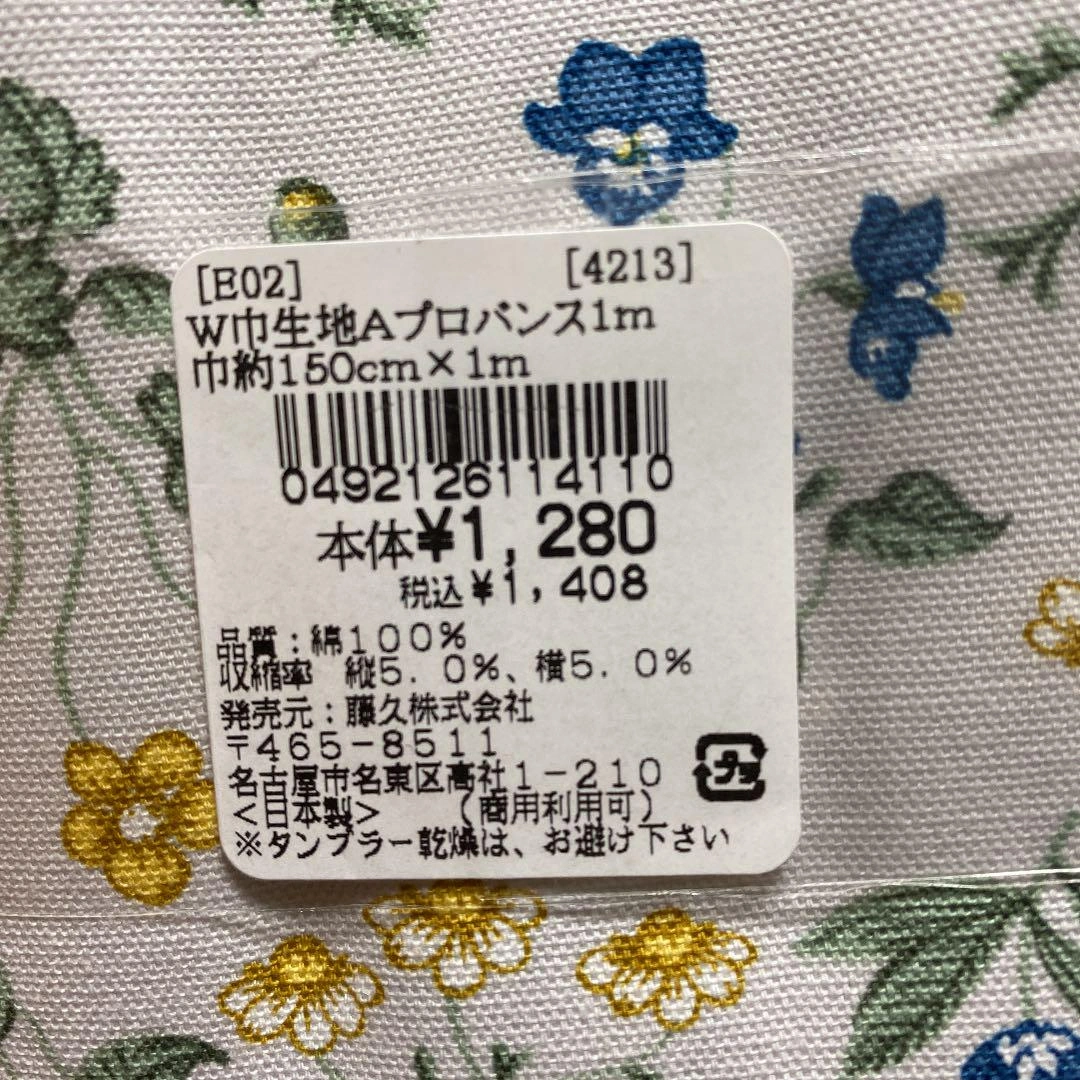 [E02] [4213]
W巾生地Aプロバンス1m
巾約150cm×1m
0492126114110
本体¥1,280
税込¥1,408
品質:綿100%
収縮率 縦5.0%、横5.0%
発売元:藤久株式会社
〒465-8511
名古屋市名東区高社1-210
<日本製> (商用利用可)
※タンブラー乾燥は、お避け下さい
プラ